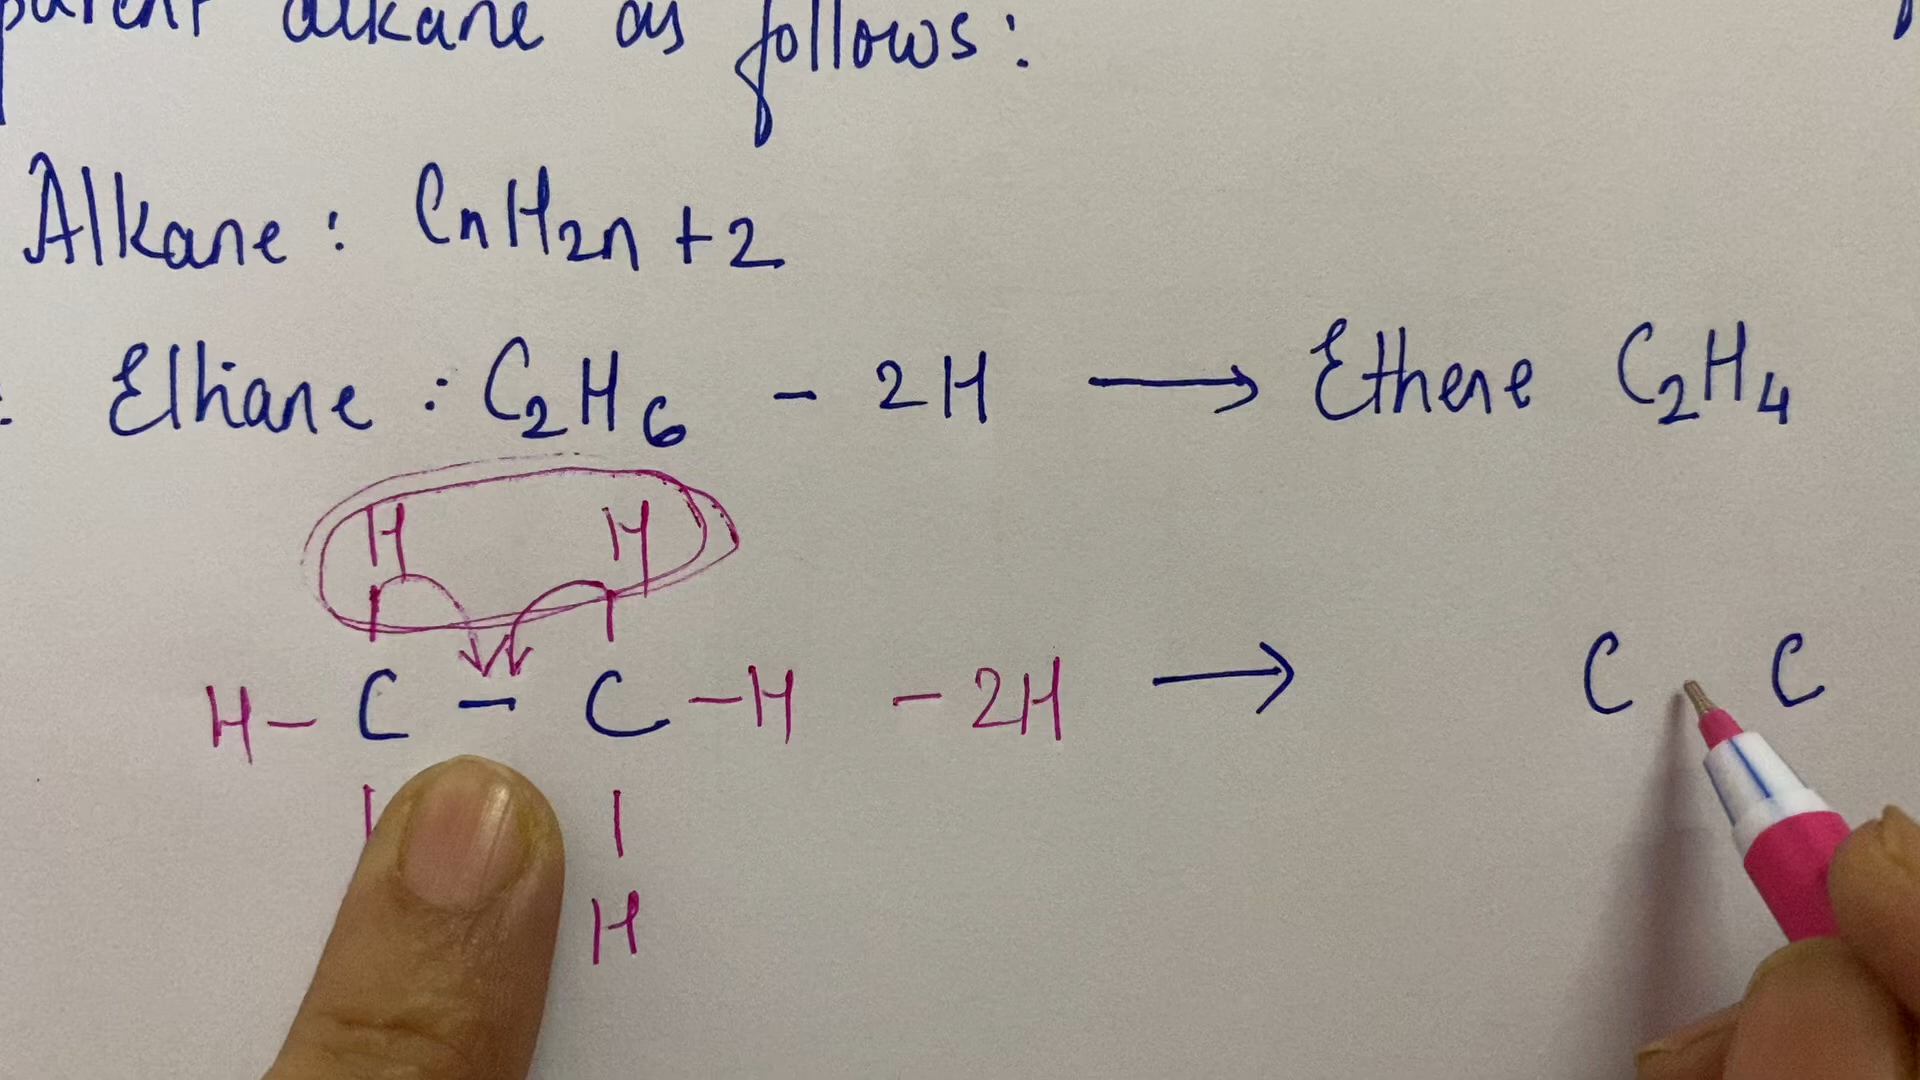 parent alkane as follows:
Alkane: CnH2n+2
Ethane: C2H6 - 2H → Ethene C2H4
H H
H - C - C - H - 2H → C C
H